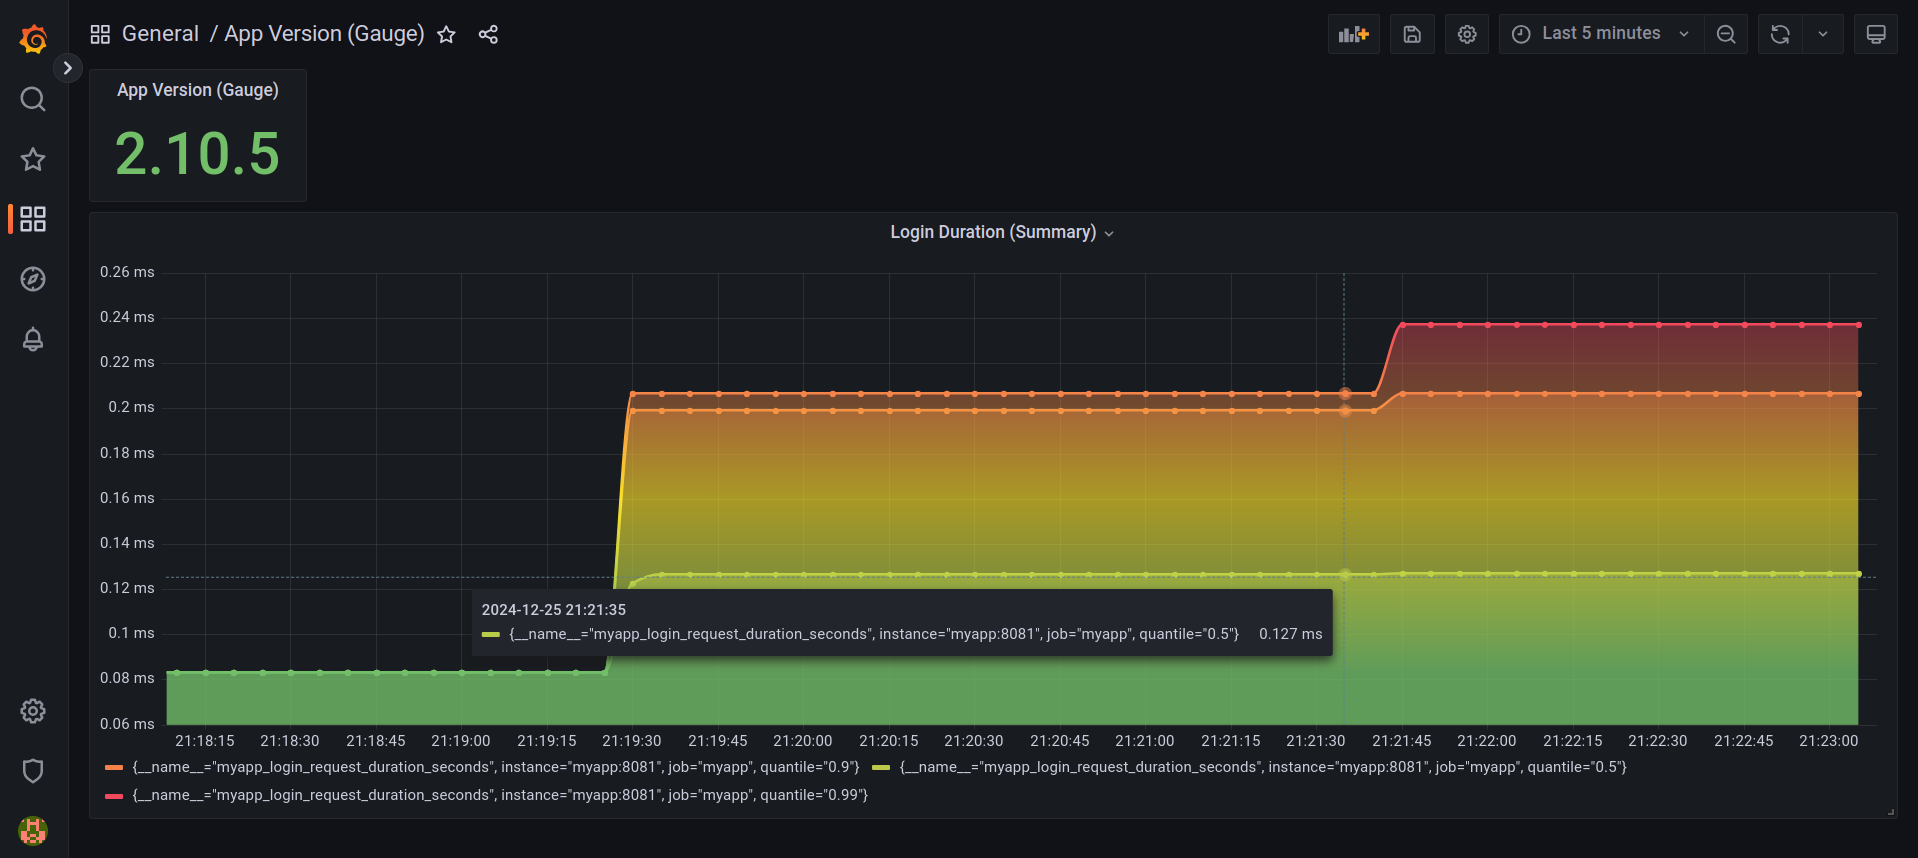 General / App Version (Gauge)
Last 5 minutes
App Version (Gauge)
2.10.5
Login Duration (Summary)
0.26 ms
0.24 ms
0.22 ms
0.2 ms
0.18 ms
0.16 ms
0.14 ms
0.12 ms
0.1 ms
0.08 ms
0.06 ms
2024-12-25 21:21:35
{__name__="myapp_login_request_duration_seconds", instance="myapp:8081", job="myapp", quantile="0.5"} 0.127 ms
21:18:15 21:18:30 21:18:45 21:19:00 21:19:15 21:19:30 21:19:45 21:20:00 21:20:15 21:20:30 21:20:45 21:21:00 21:21:15 21:21:30 21:21:45 21:22:00 21:22:15 21:22:30 21:22:45 21:23:00
{__name__="myapp_login_request_duration_seconds", instance="myapp:8081", job="myapp", quantile="0.9"} {__name__="myapp_login_request_duration_seconds", instance="myapp:8081", job="myapp", quantile="0.5"}
{__name__="myapp_login_request_duration_seconds", instance="myapp:8081", job="myapp", quantile="0.99"}